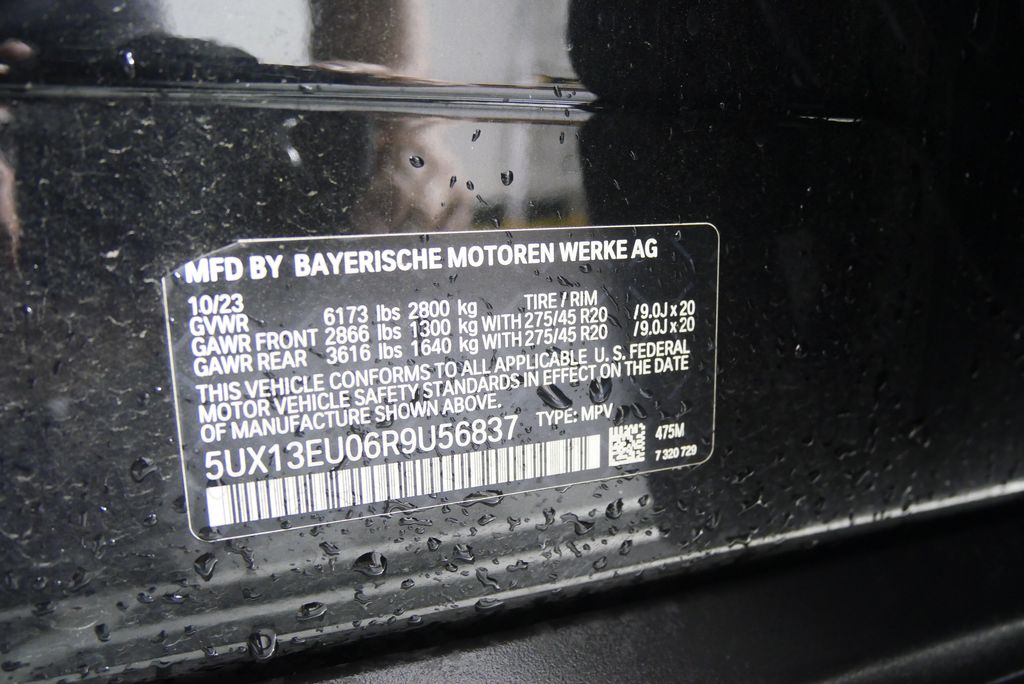 MFD BY BAYERISCHE MOTOREN WERKE AG
10/23 TIRE / RIM
GVWR 6173 lbs 2800 kg
GAWR FRONT 2866 lbs 1300 kg WITH 275/45 R20 /9.0J x 20
GAWR REAR 3616 lbs 1640 kg WITH 275/45 R20 /9.0J x 20
THIS VEHICLE CONFORMS TO ALL APPLICABLE U.S. FEDERAL
MOTOR VEHICLE SAFETY STANDARDS IN EFFECT ON THE DATE
OF MANUFACTURE SHOWN ABOVE.
5UX13EU06R9U56837 TYPE: MPV
475M
7 320 729